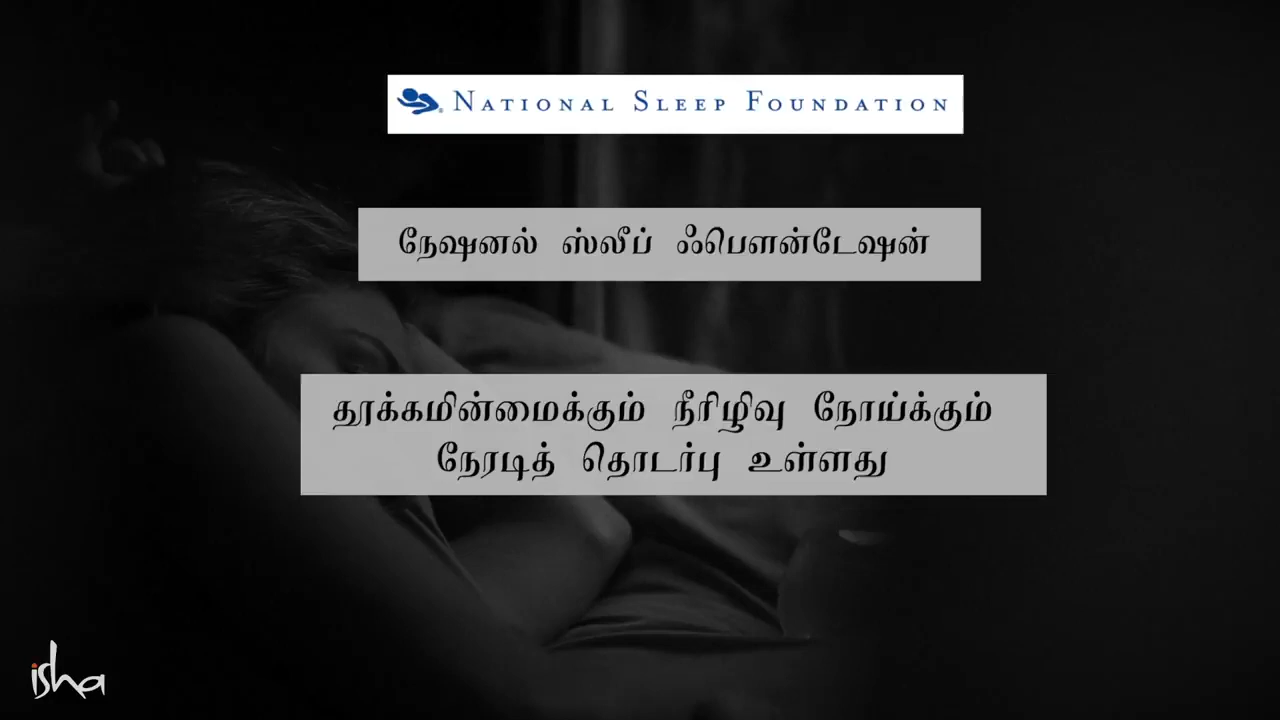 NATIONAL SLEEP FOUNDATION
நேஷனல் ஸ்லீப் ஃபௌண்டேஷன்
தூக்கமின்மைக்கும் நீரிழிவு நோய்க்கும்
நேரடித் தொடர்பு உள்ளது
isha